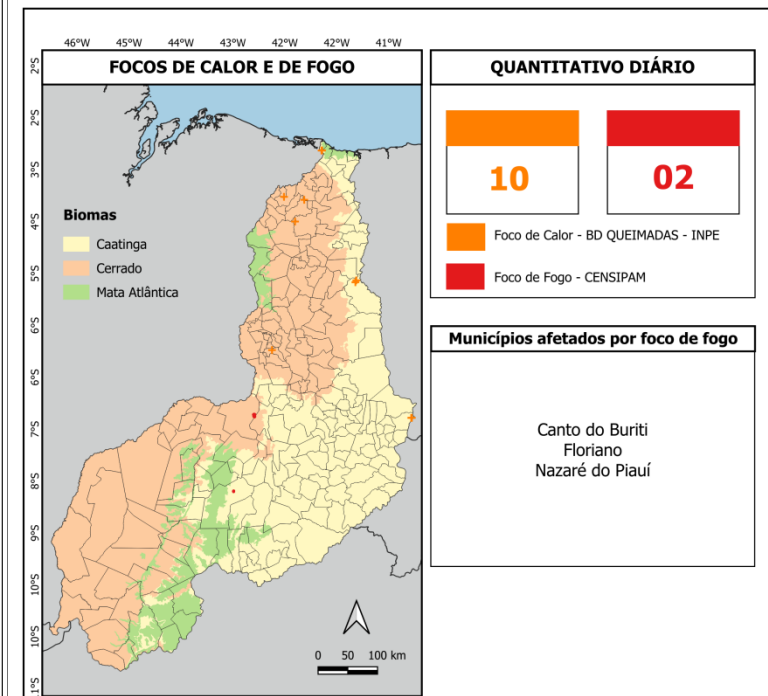 46°W 45°W 44°W 43°W 42°W 42°W 41°W
FOCOS DE CALOR E DE FOGO
2°S
2°S
3°S
4°S
5°S
6°S
6°S
7°S
8°S
9°S
10°S
10°S
1°S
Biomas
Caatinga
Cerrado
Mata Atlântica
0 50 100 km
QUANTITATIVO DIÁRIO
10
02
Foco de Calor - BD QUEIMADAS - INPE
Foco de Fogo - CENSIPAM
Municípios afetados por foco de fogo
Canto do Buriti
Floriano
Nazaré do Piauí